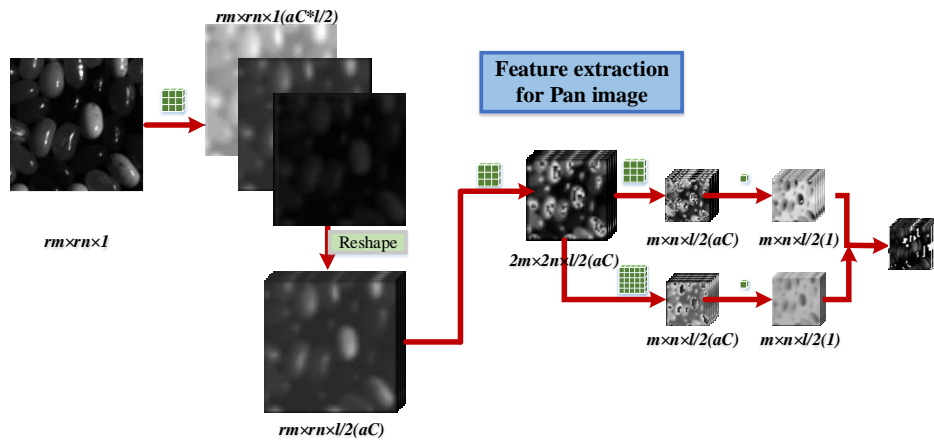 rm×rn×1(aC*l/2)
Feature extraction
for Pan image
rm×rn×1
Reshape
2m×2n×l/2(aC)
m×n×l/2(aC)
m×n×l/2(1)
m×n×l/2(aC)
m×n×l/2(1)
rm×rn×l/2(aC)